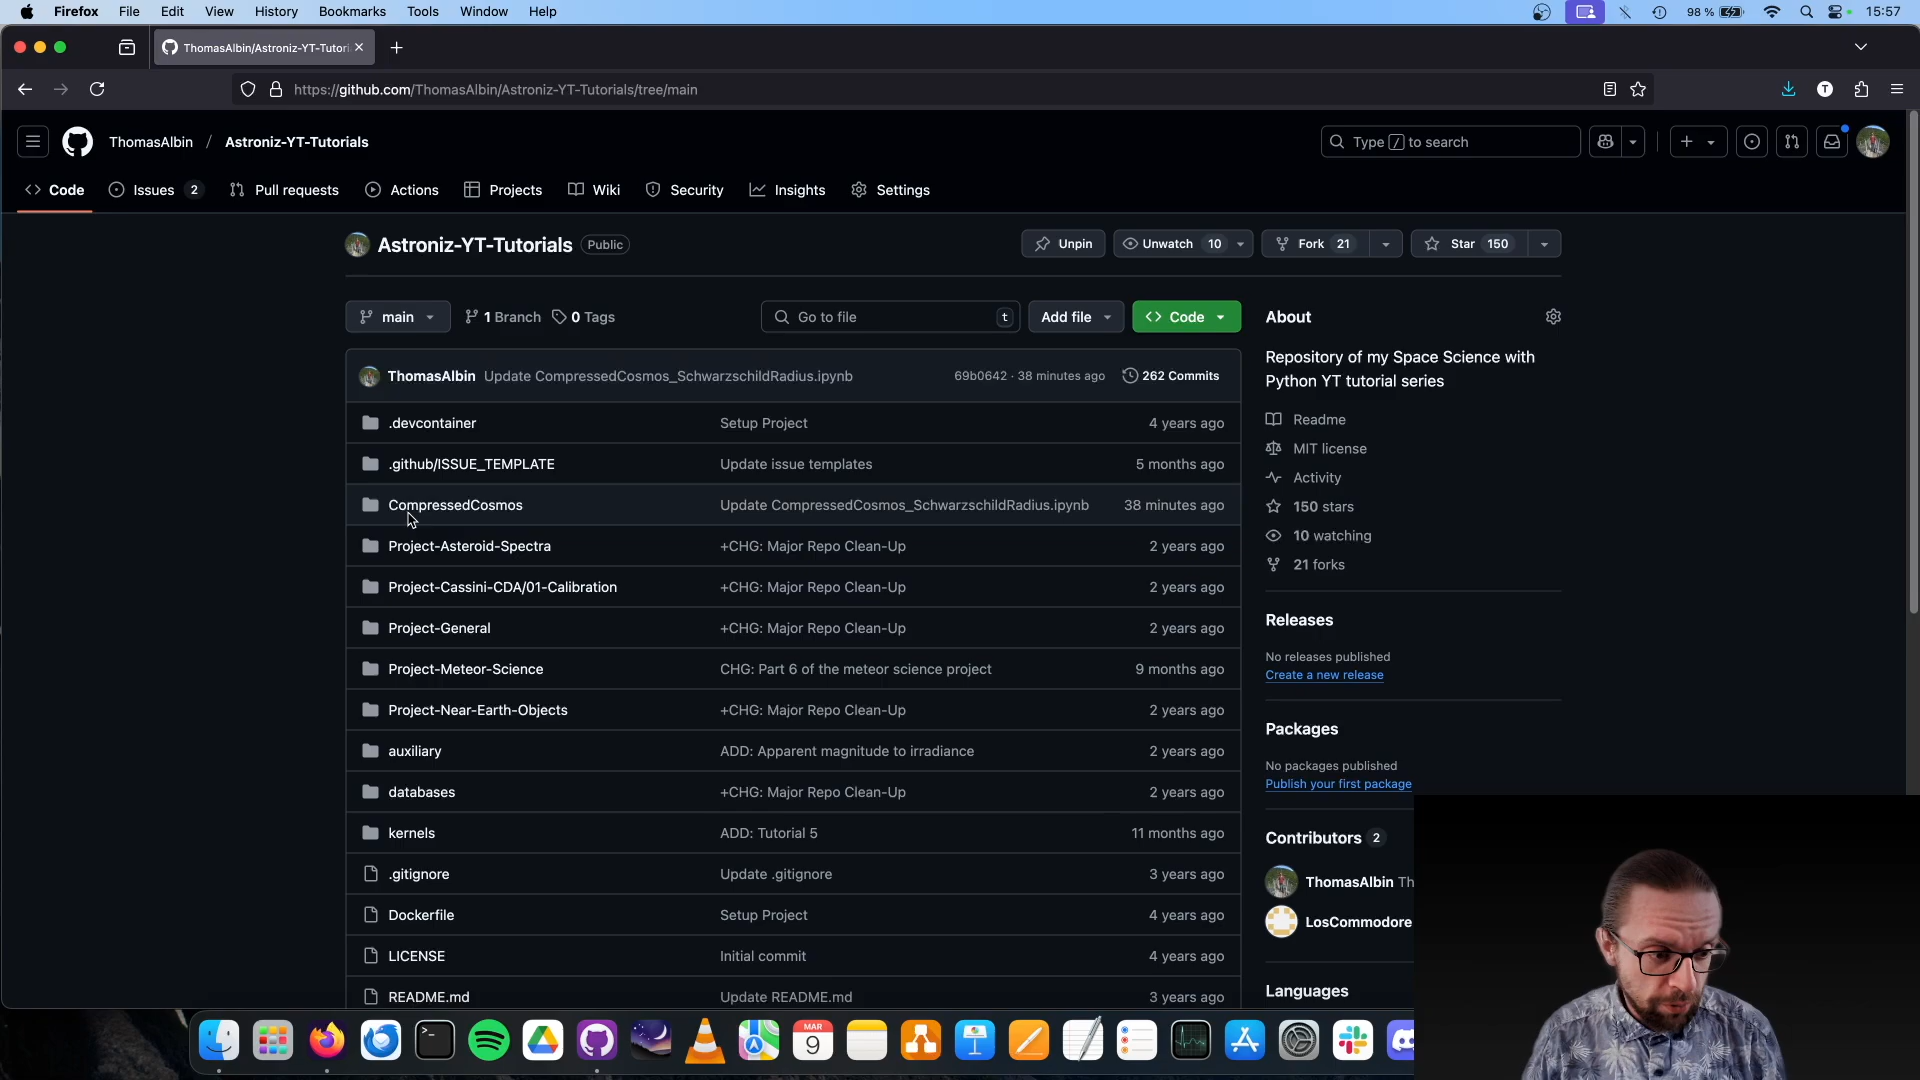 Firefox File Edit View History Bookmarks Tools Window Help 98 % 15:57
ThomasAlbin/Astroniz-YT-Tutori
https://github.com/ThomasAlbin/Astroniz-YT-Tutorials/tree/main
T
ThomasAlbin / Astroniz-YT-Tutorials
Type / to search
Code Issues 2 Pull requests Actions Projects Wiki Security Insights Settings
Astroniz-YT-Tutorials Public
Unpin Unwatch 10 Fork 21 Star 150
main 1 Branch 0 Tags Go to file t Add file Code
ThomasAlbin Update CompressedCosmos_SchwarzschildRadius.ipynb 69b0642 · 38 minutes ago 262 Commits
.devcontainer Setup Project 4 years ago
.github/ISSUE_TEMPLATE Update issue templates 5 months ago
CompressedCosmos Update CompressedCosmos_SchwarzschildRadius.ipynb 38 minutes ago
Project-Asteroid-Spectra +CHG: Major Repo Clean-Up 2 years ago
Project-Cassini-CDA/01-Calibration +CHG: Major Repo Clean-Up 2 years ago
Project-General +CHG: Major Repo Clean-Up 2 years ago
Project-Meteor-Science CHG: Part 6 of the meteor science project 9 months ago
Project-Near-Earth-Objects +CHG: Major Repo Clean-Up 2 years ago
auxiliary ADD: Apparent magnitude to irradiance 2 years ago
databases +CHG: Major Repo Clean-Up 2 years ago
kernels ADD: Tutorial 5 11 months ago
.gitignore Update .gitignore 3 years ago
Dockerfile Setup Project 4 years ago
LICENSE Initial commit 4 years ago
README.md Update README.md 3 years ago
About
Repository of my Space Science with
Python YT tutorial series
Readme
MIT license
Activity
150 stars
10 watching
21 forks
Releases
No releases published
Create a new release
Packages
No packages published
Publish your first package
Contributors 2
ThomasAlbin Th
LosCommodore
Languages
MAR
9